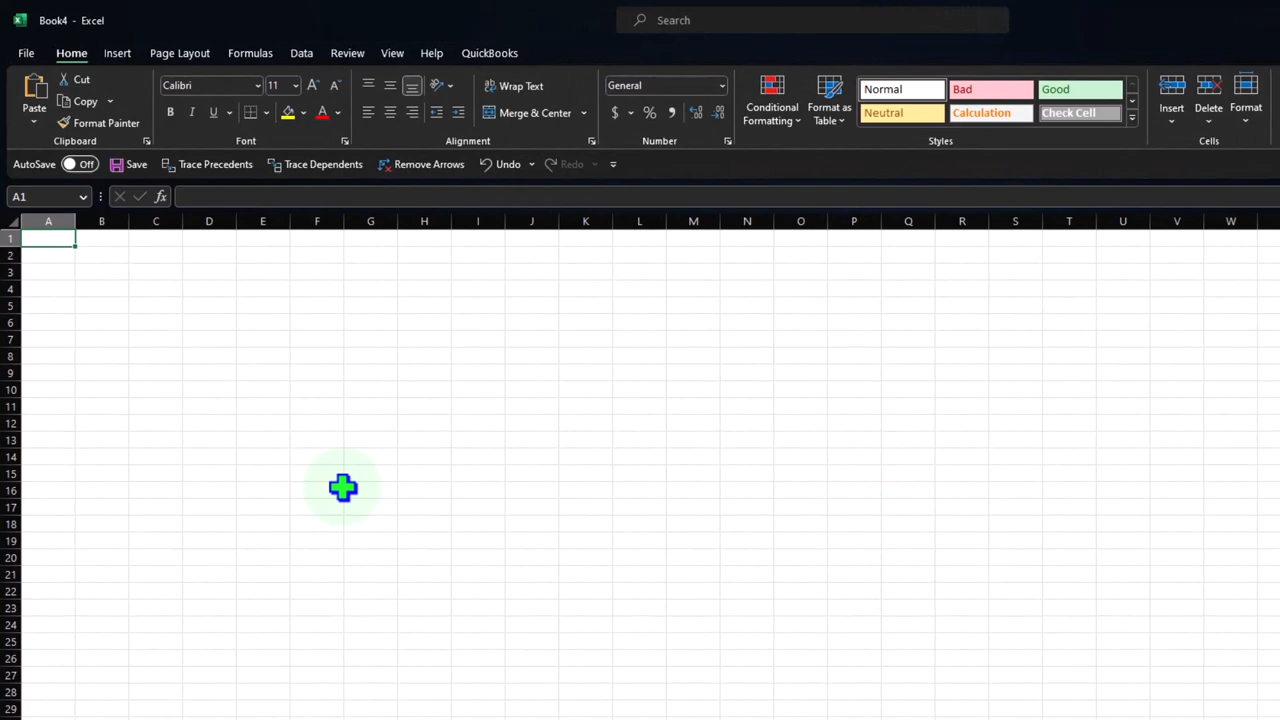 Book4 - Excel
Search
File Home Insert Page Layout Formulas Data Review View Help QuickBooks
Paste
Cut
Copy
Format Painter
Clipboard
Calibri 11
B I U A
Font
Wrap Text
Merge & Center
Alignment
General
$ % ,
Number
Conditional Formatting
Format as Table
Normal Bad Good
Neutral Calculation Check Cell
Styles
Insert Delete Format
Cells
AutoSave Off Save Trace Precedents Trace Dependents Remove Arrows Undo Redo
A1 fx
A B C D E F G H I J K L M N O P Q R S T U V W
1
2
3
4
5
6
7
8
9
10
11
12
13
14
15
16
17
18
19
20
21
22
23
24
25
26
27
28
29